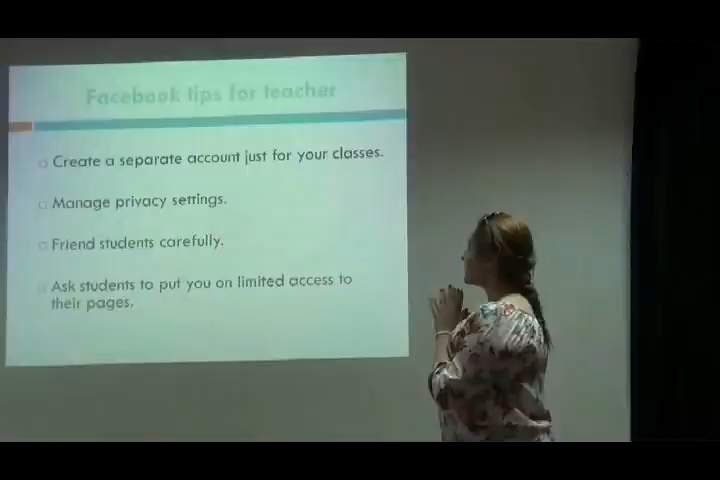 Facebook tips for teacher
Create a separate account just for your classes.
Manage privacy settings.
Friend students carefully.
Ask students to put you on limited access to
their pages.